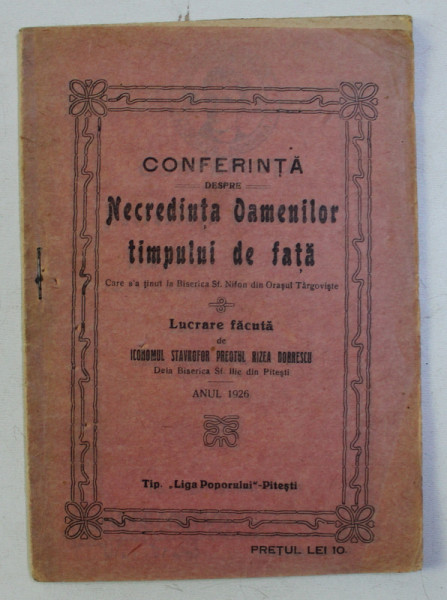 CONFERINȚĂ
DESPRE
Necredința Oamenilor
timpului de față
Care s'a ținut la Biserica Sf. Nifon din Orașul Târgoviște
Lucrare făcută
de
ICONOMUL STAVROFOR PREOTUL NIZEA DOBRESCU
Dela Biserica Sf. Ilie din Pitești
ANUL 1926
Tip. „Liga Poporului"-Pitești
PREȚUL LEI 10